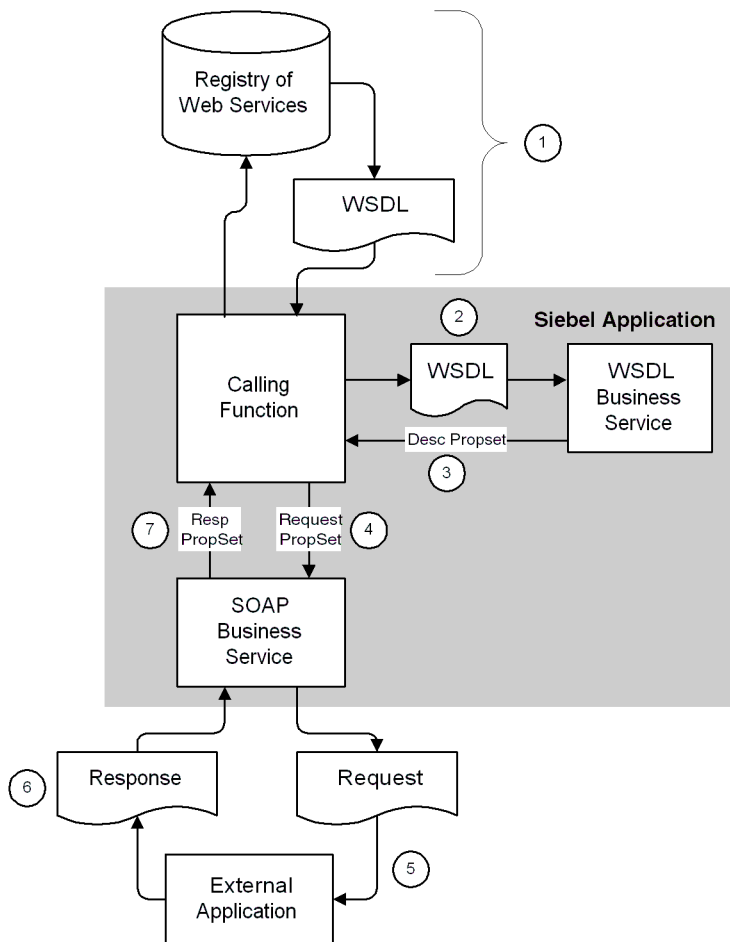 Registry of
Web Services
1
WSDL
2
Siebel Application
Calling
Function
WSDL
WSDL
Business
Service
Desc Propset
3
7
Resp
PropSet
Request
PropSet
4
SOAP
Business
Service
6
Response
Request
5
External
Application